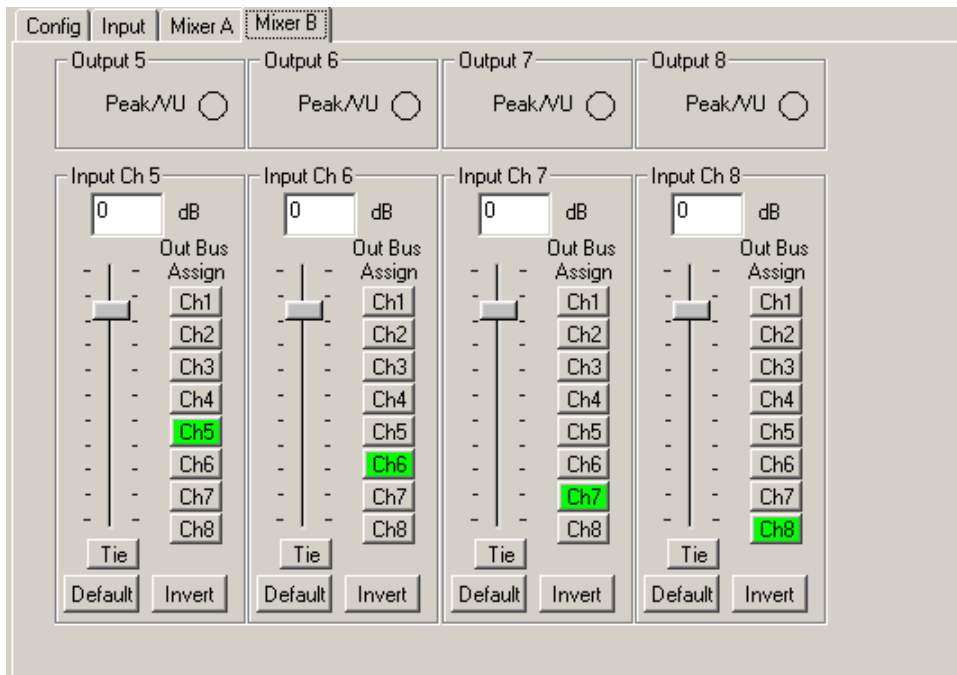 Config Input Mixer A Mixer B
Output 5 Output 6 Output 7 Output 8
Peak/VU Peak/VU Peak/VU Peak/VU
Input Ch 5 Input Ch 6 Input Ch 7 Input Ch 8
0 dB 0 dB 0 dB 0 dB
Out Bus Out Bus Out Bus Out Bus
Assign Assign Assign Assign
Ch1 Ch1 Ch1 Ch1
Ch2 Ch2 Ch2 Ch2
Ch3 Ch3 Ch3 Ch3
Ch4 Ch4 Ch4 Ch4
Ch5 Ch5 Ch5 Ch5
Ch6 Ch6 Ch6 Ch6
Ch7 Ch7 Ch7 Ch7
Ch8 Ch8 Ch8 Ch8
Tie Tie Tie Tie
Default Invert Default Invert Default Invert Default Invert